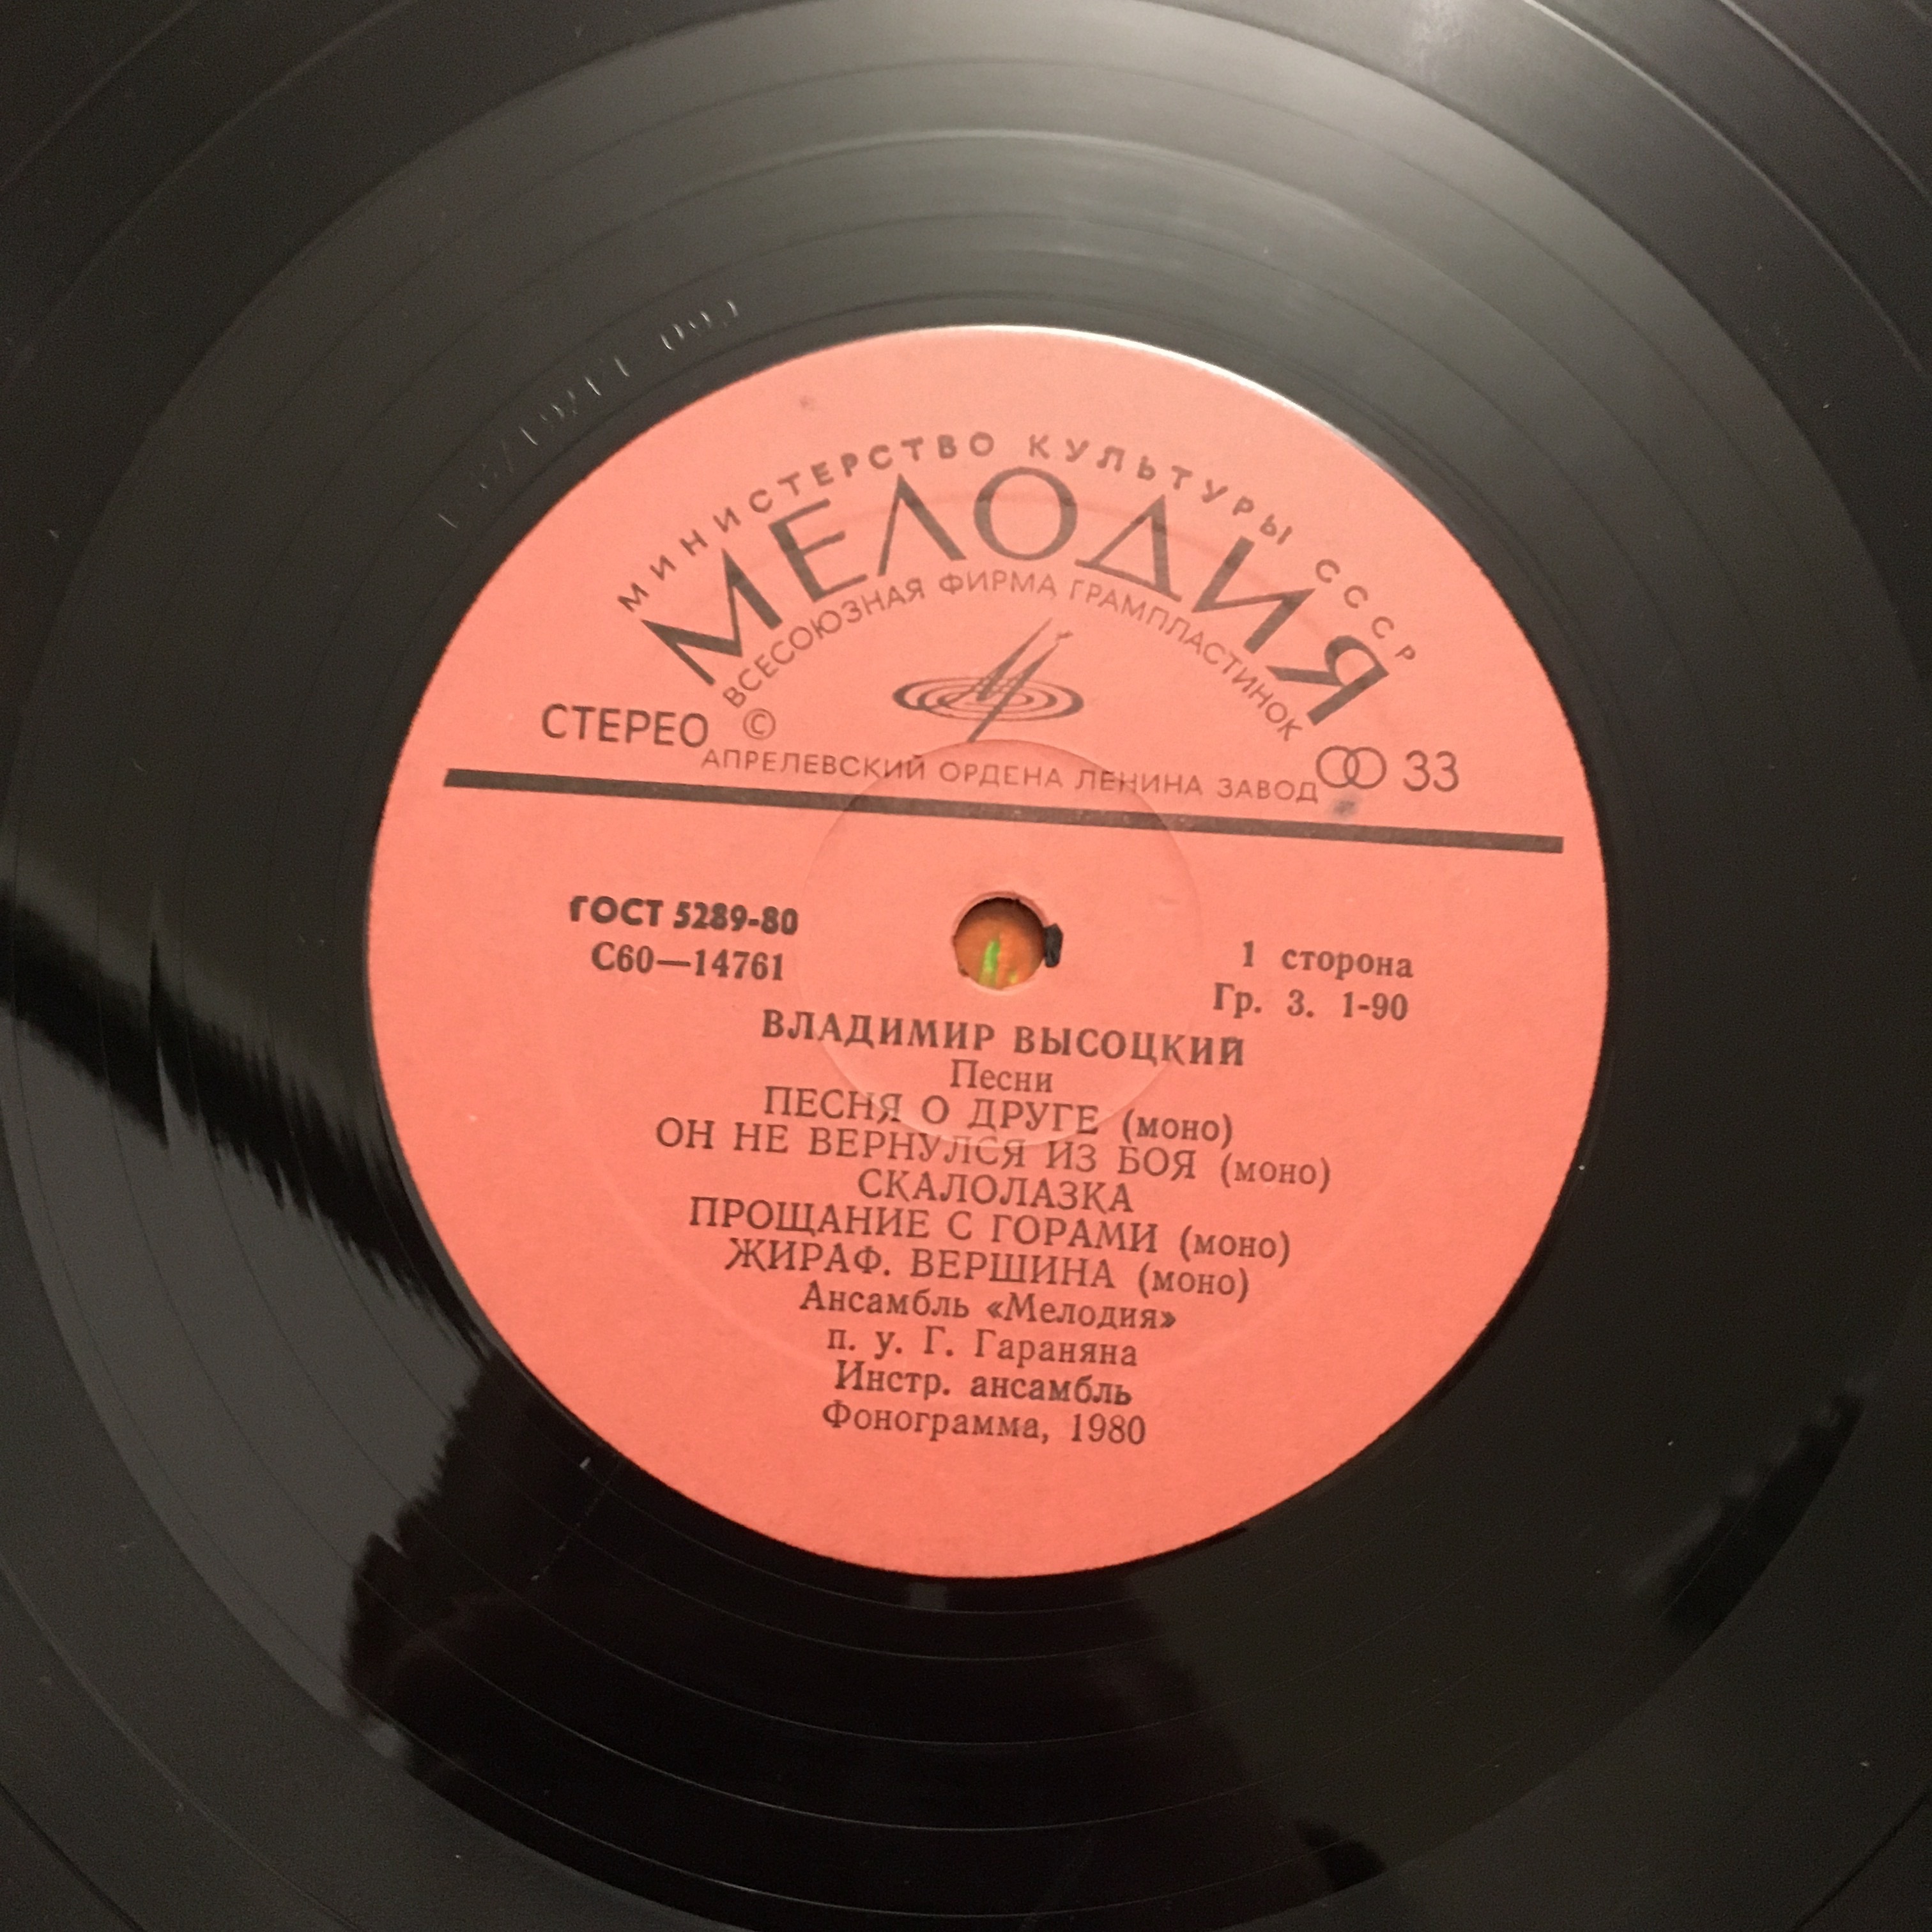 МИНИСТЕРСТВО КУЛЬТУРЫ СССР
МЕЛОДИЯ
ВСЕСОЮЗНАЯ ФИРМА ГРАМПЛАСТИНОК
СТЕРЕО © 33
АПРЕЛЕВСКИЙ ОРДЕНА ЛЕНИНА ЗАВОД
ГОСТ 5289-80
С60—14761
1 сторона
Гр. 3. 1-90
ВЛАДИМИР ВЫСОЦКИЙ
Песни
ПЕСНЯ О ДРУГЕ (моно)
ОН НЕ ВЕРНУЛСЯ ИЗ БОЯ (моно)
СКАЛОЛАЗКА
ПРОЩАНИЕ С ГОРАМИ (моно)
ЖИРАФ. ВЕРШИНА (моно)
Ансамбль «Мелодия»
п. у. Г. Гараняна
Инстр. ансамбль
Фонограмма, 1980